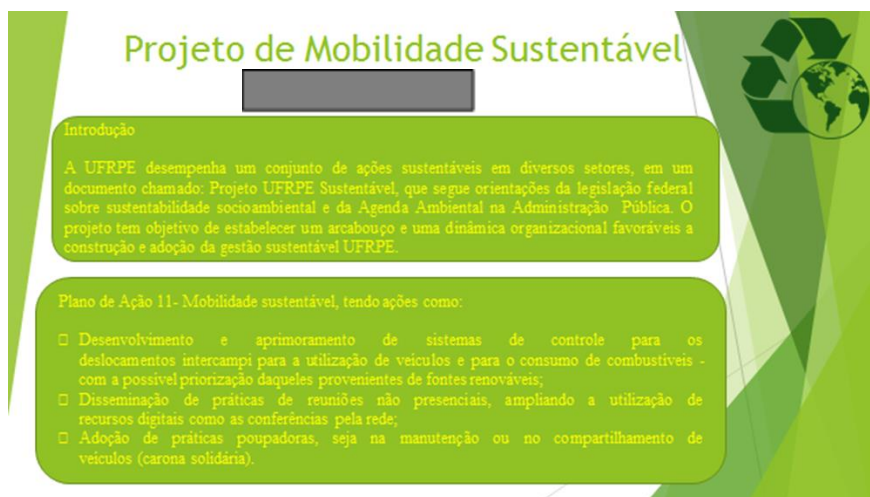 Projeto de Mobilidade Sustentável
Introdução
A UFRPE desempenha um conjunto de ações sustentáveis em diversos setores, em um
documento chamado: Projeto UFRPE Sustentável, que segue orientações da legislação federal
sobre sustentabilidade socioambiental e da Agenda Ambiental na Administração Pública. O
projeto tem objetivo de estabelecer um arcabouço e uma dinâmica organizacional favoráveis a
construção e adoção da gestão sustentável UFRPE.
Plano de Ação 11- Mobilidade sustentável, tendo ações como:
Desenvolvimento e aprimoramento de sistemas de controle para os
deslocamentos intercampi para a utilização de veículos e para o consumo de combustíveis -
com a possível priorização daqueles provenientes de fontes renováveis;
Disseminação de práticas de reuniões não presenciais, ampliando a utilização de
recursos digitais como as conferências pela rede;
Adoção de práticas poupadoras, seja na manutenção ou no compartilhamento de
veículos (carona solidária).